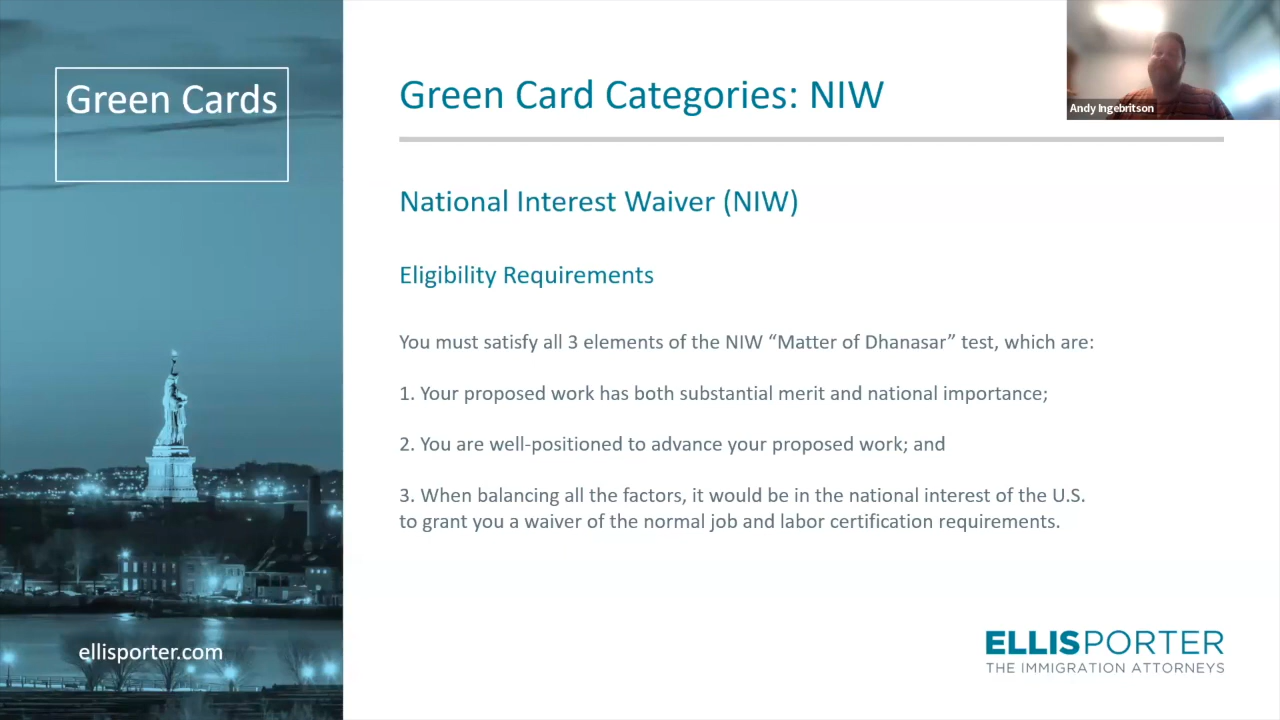 Green Cards
ellisporter.com
Green Card Categories: NIW
Andy Ingebritson
National Interest Waiver (NIW)
Eligibility Requirements
You must satisfy all 3 elements of the NIW “Matter of Dhanasar” test, which are:
1. Your proposed work has both substantial merit and national importance;
2. You are well-positioned to advance your proposed work; and
3. When balancing all the factors, it would be in the national interest of the U.S.
to grant you a waiver of the normal job and labor certification requirements.
ELLISPORTER
THE IMMIGRATION ATTORNEYS